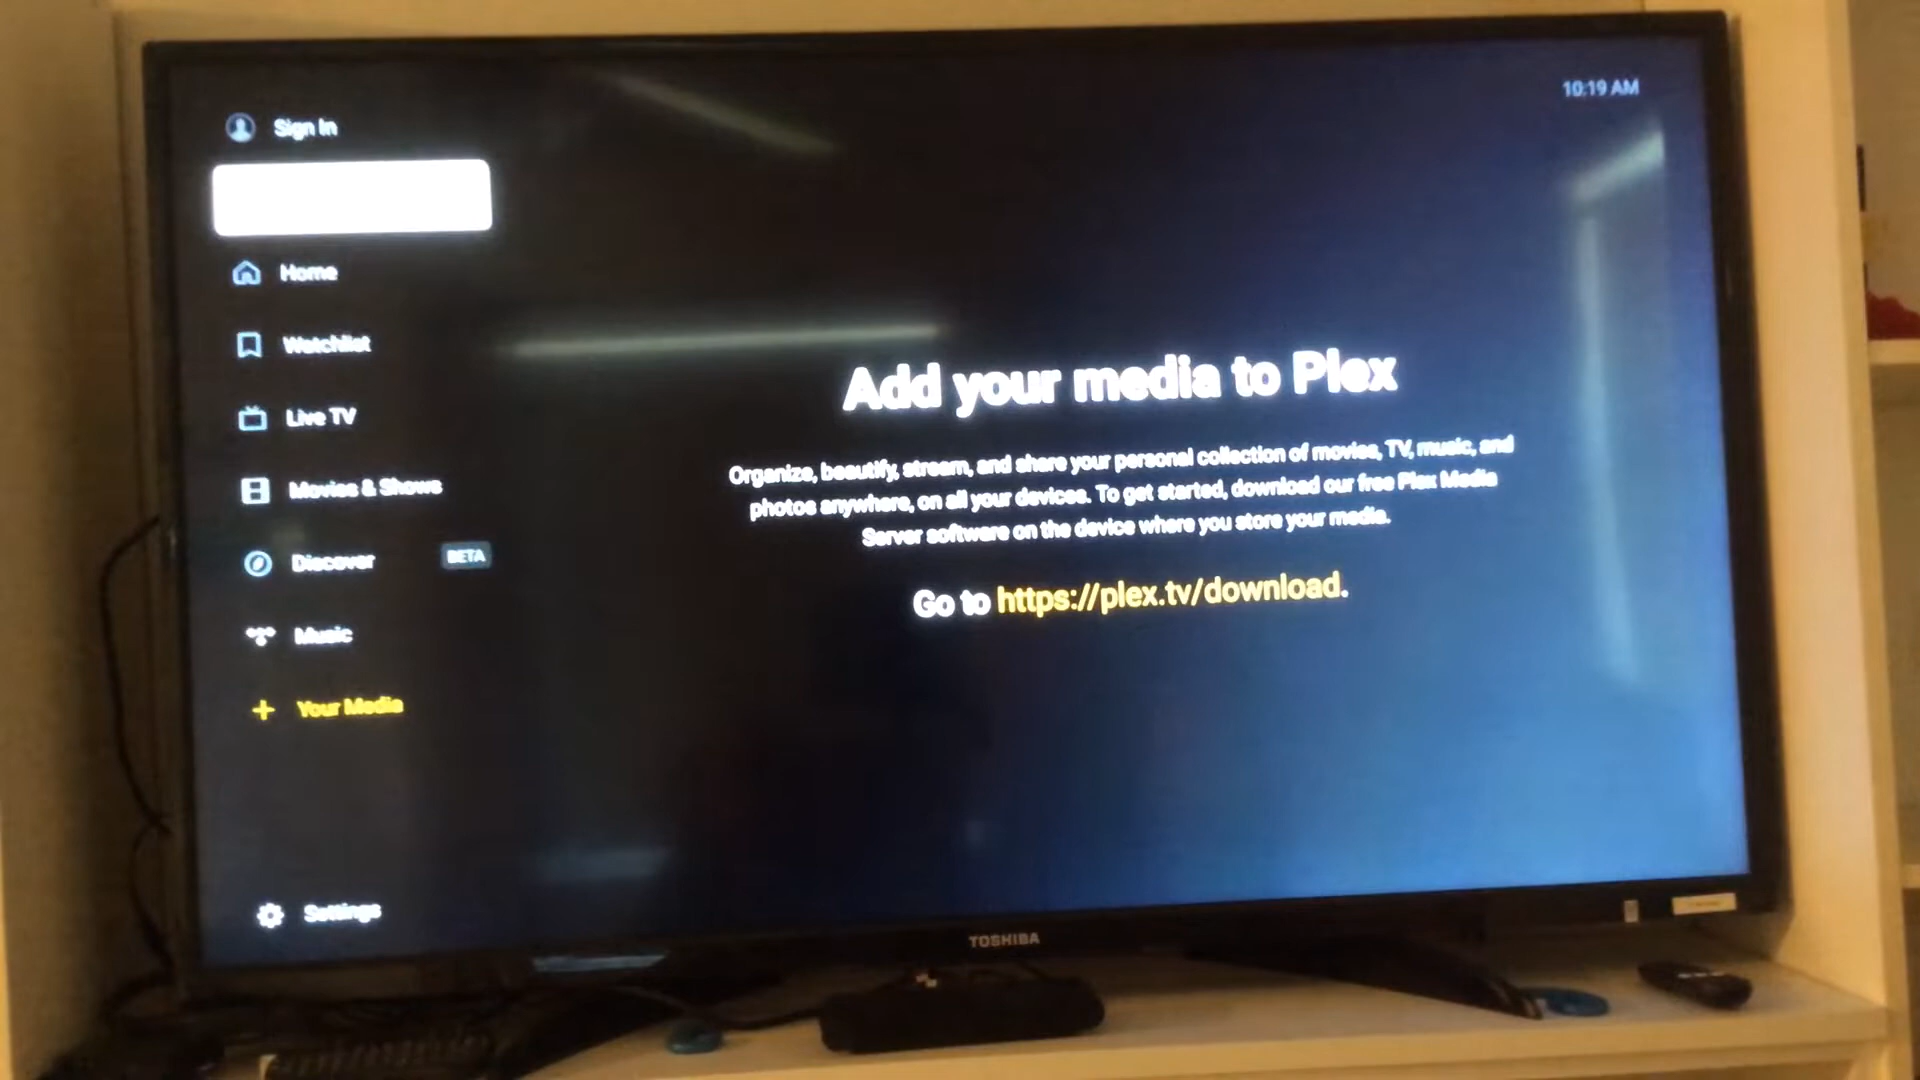 10:19 AM
Sign In
Home
Watchlist
Live TV
Movies & Shows
Discover BETA
Music
Your Media
Settings
Add your media to Plex
Organize, beautify, stream, and share your personal collection of movies, TV, music, and
photos anywhere, on all your devices. To get started, download our free Plex Media
Server software on the device where you store your media.
Go to https://plex.tv/download.
TOSHIBA